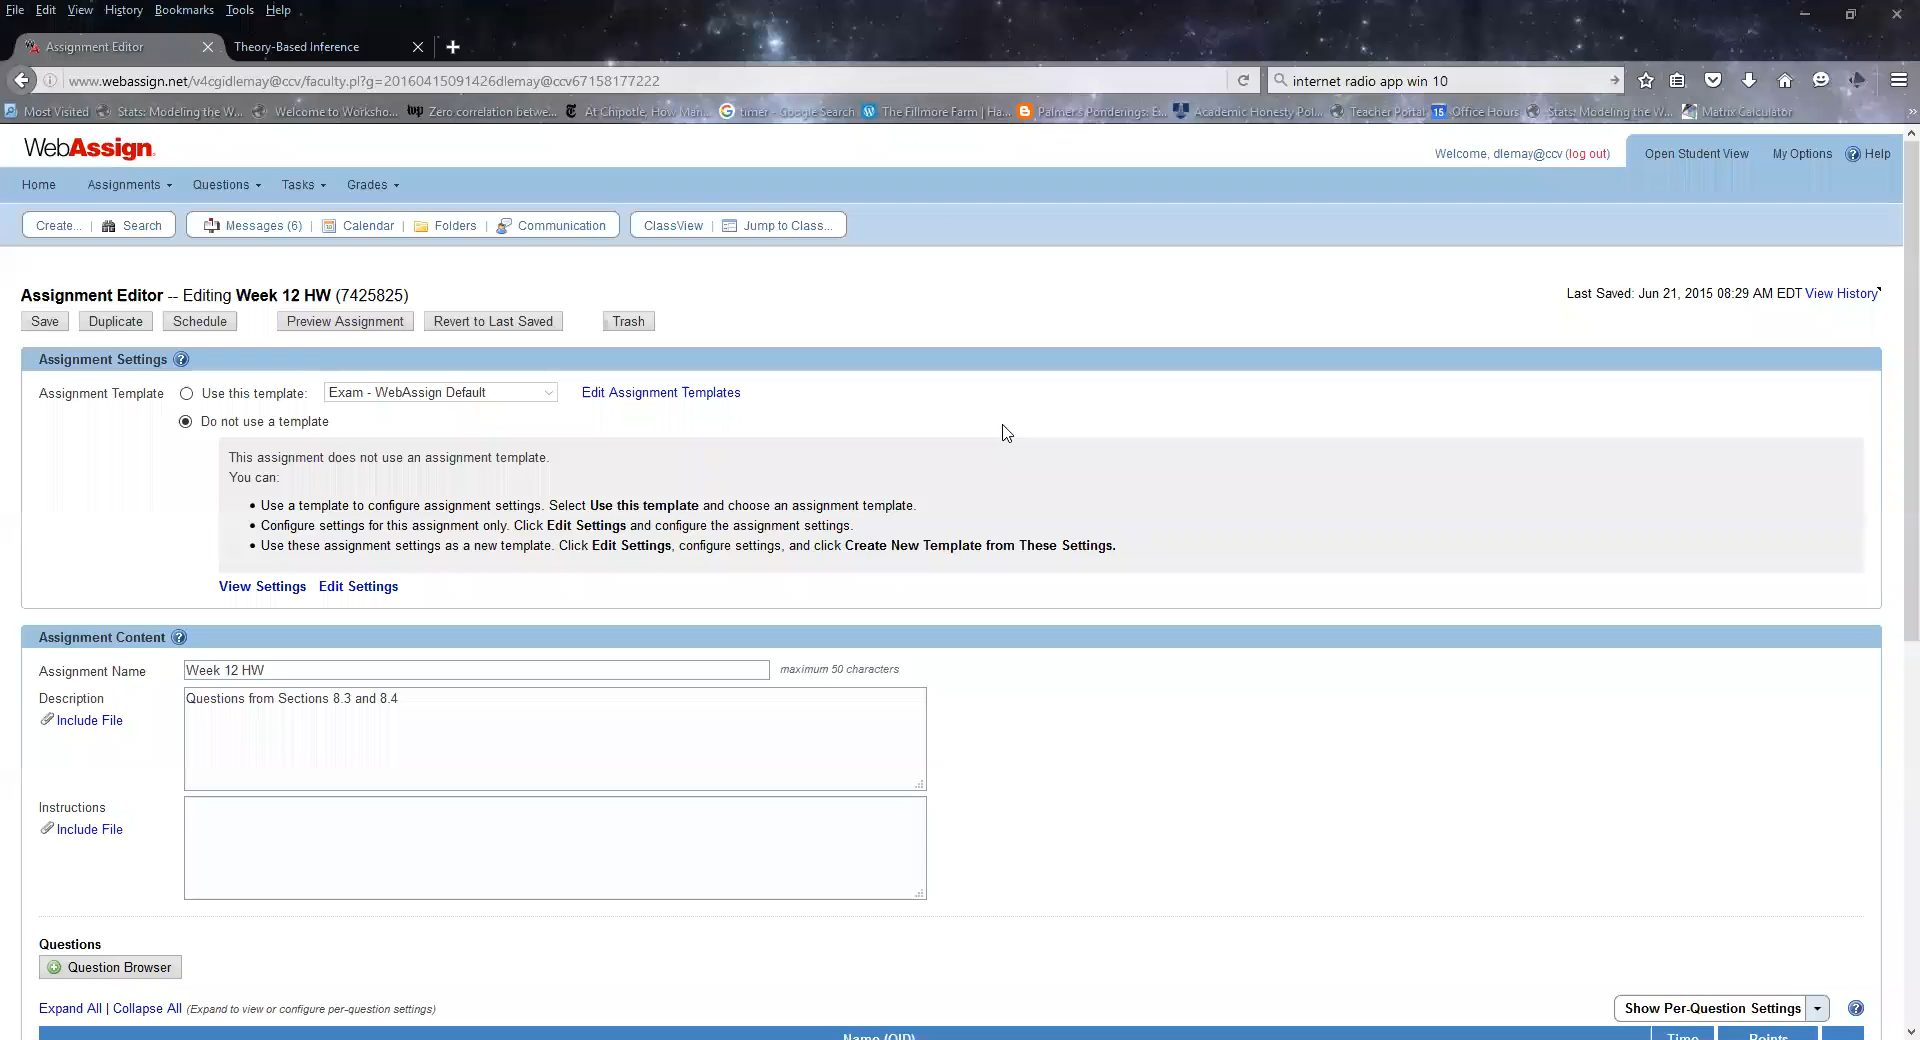 File Edit View History Bookmarks Tools Help
Assignment Editor Theory-Based Inference
www.webassign.net/v4cgidlemay@ccv/faculty.pl?g=20160415091426dlemay@ccv67158177222 internet radio app win 10
Most Visited Stats: Modeling the W... Welcome to Worksho... Zero correlation betwe... At Chipotle, How Man... timer - Google Search The Fillmore Farm | Ha... Palmer's Ponderings: E... Academic Honesty Pol... Teacher Portal 15 Office Hours Stats: Modeling the W... Matrix Calculator
WebAssign.
Welcome, dlemay@ccv (log out) Open Student View My Options Help
Home Assignments Questions Tasks Grades
Create... | Search Messages (6) | Calendar | Folders | Communication ClassView | Jump to Class...
Assignment Editor -- Editing Week 12 HW (7425825) Last Saved: Jun 21, 2015 08:29 AM EDT View History
Save Duplicate Schedule Preview Assignment Revert to Last Saved Trash
Assignment Settings ?
Assignment Template Use this template: Exam - WebAssign Default Edit Assignment Templates
Do not use a template
This assignment does not use an assignment template.
You can:
• Use a template to configure assignment settings. Select Use this template and choose an assignment template.
• Configure settings for this assignment only. Click Edit Settings and configure the assignment settings.
• Use these assignment settings as a new template. Click Edit Settings, configure settings, and click Create New Template from These Settings.
View Settings Edit Settings
Assignment Content ?
Assignment Name Week 12 HW maximum 50 characters
Description Questions from Sections 8.3 and 8.4
Include File
Instructions
Include File
Questions
Question Browser
Expand All | Collapse All (Expand to view or configure per-question settings) Show Per-Question Settings ?
Name (QID) Time Points